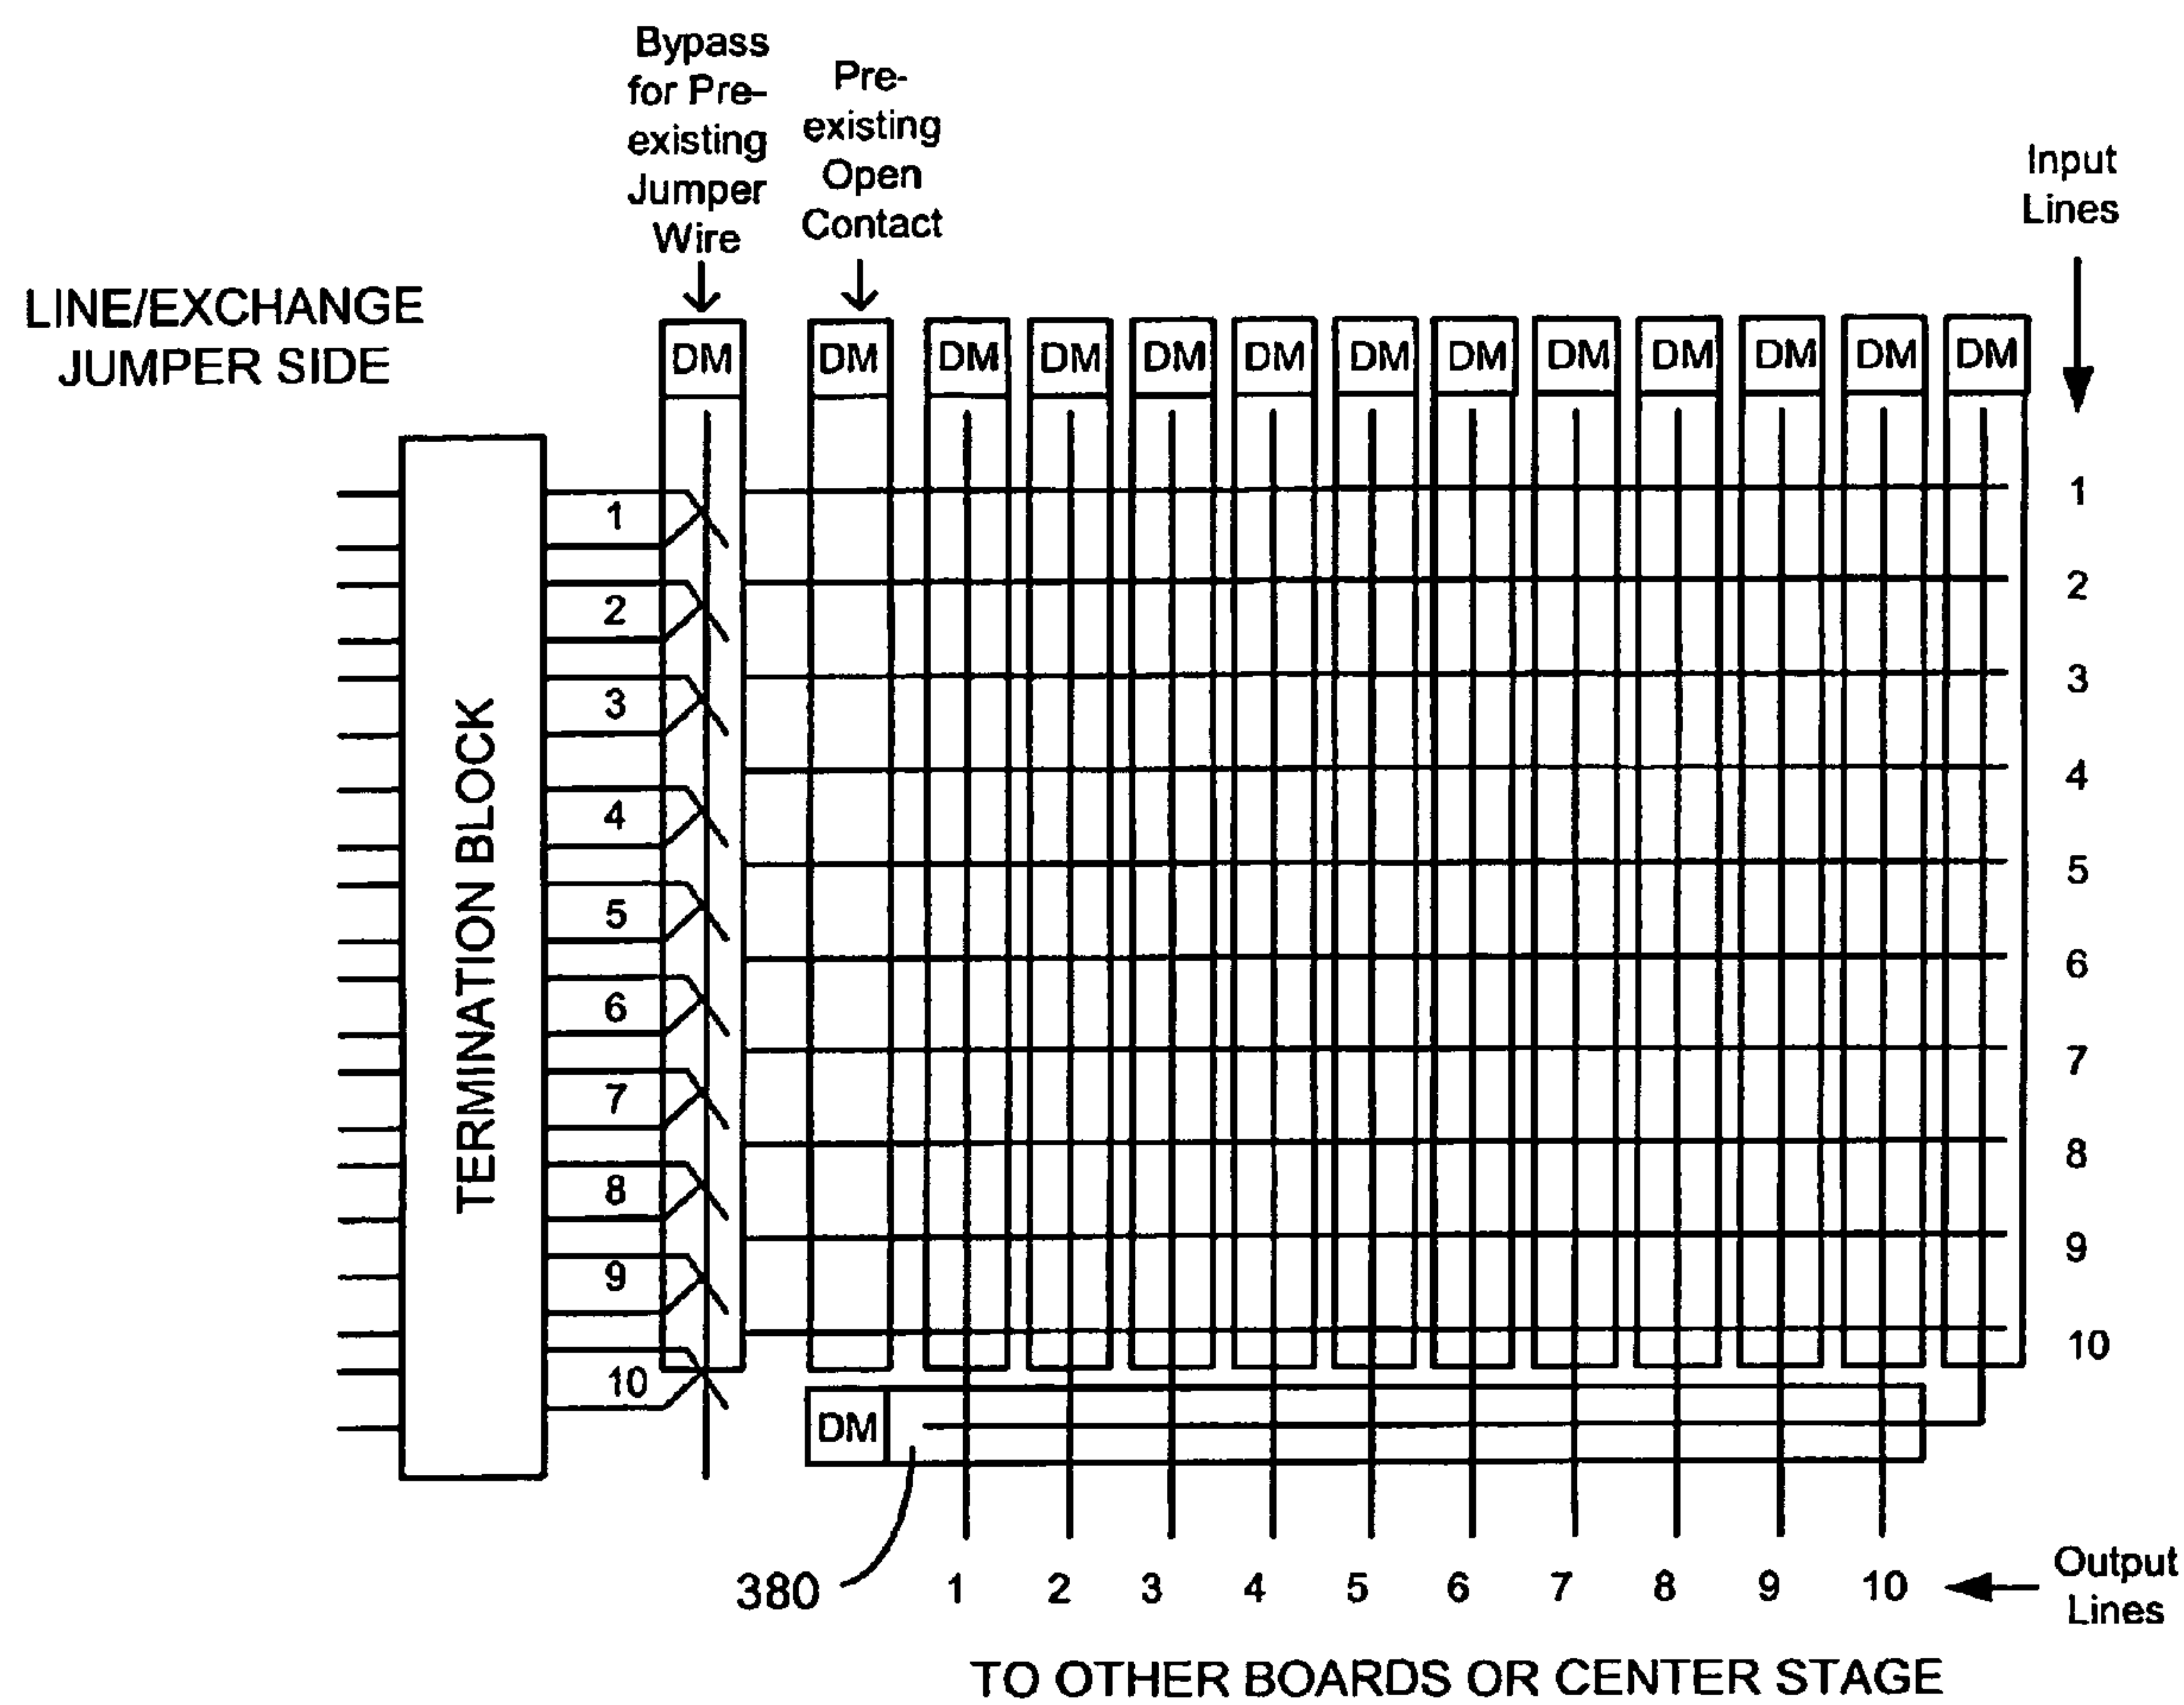 Bypass
for Pre-
existing
Jumper
Wire
Pre-
existing
Open
Contact
Input
Lines
LINE/EXCHANGE
JUMPER SIDE
DM DM DM DM DM DM DM DM DM DM DM DM DM
TERMINATION BLOCK
1
2
3
4
5
6
7
8
9
10
1
2
3
4
5
6
7
8
9
10
DM
380
1 2 3 4 5 6 7 8 9 10
Output
Lines
TO OTHER BOARDS OR CENTER STAGE